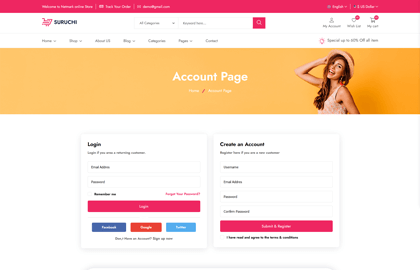 Welcome to Hamsak online Store
Track Your Order
demo@gmail.com
English
$ US Dollar
SURUCHI
All Categories
Keyword here...
My Account
Wish List
My cart
Home
Shop
About US
Blog
Categories
Pages
Contact
Special up to 60% Off all item
Account Page
Home
Account Page
Login
Login if you area a returning customer.
Email Address
Password
Remember me
Forgot Your Password?
Login
Facebook
Google
Twitter
Don,t Have an Account? Sign up now
Create an Account
Register here if you are a new customer
Username
Email Address
Password
Confirm Password
Submit & Register
I have read and agree to the terms & conditions